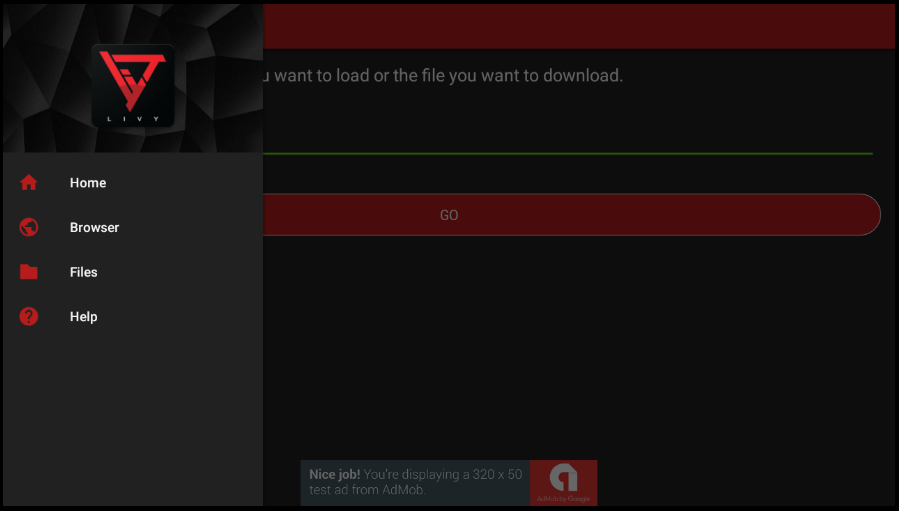 LIVY
want to load or the file you want to download.
Home
Browser
GO
Files
Help
Nice job! You're displaying a 320 x 50
test ad from AdMob.
AdMob by Google